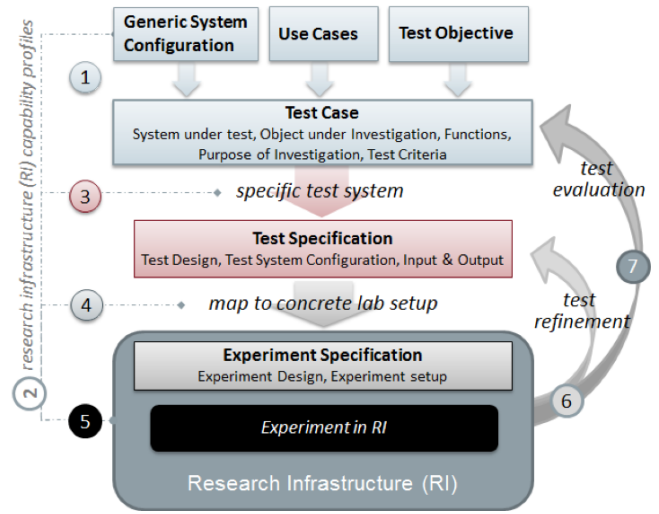 Generic System
Configuration
Use Cases
Test Objective
1
Test Case
System under test, Object under Investigation, Functions,
Purpose of Investigation, Test Criteria
3
specific test system
test
evaluation
Test Specification
Test Design, Test System Configuration, Input & Output
7
4
map to concrete lab setup
test
refinement
Experiment Specification
Experiment Design, Experiment setup
2
research infrastructure (RI) capability profiles
5
Experiment in RI
6
Research Infrastructure (RI)